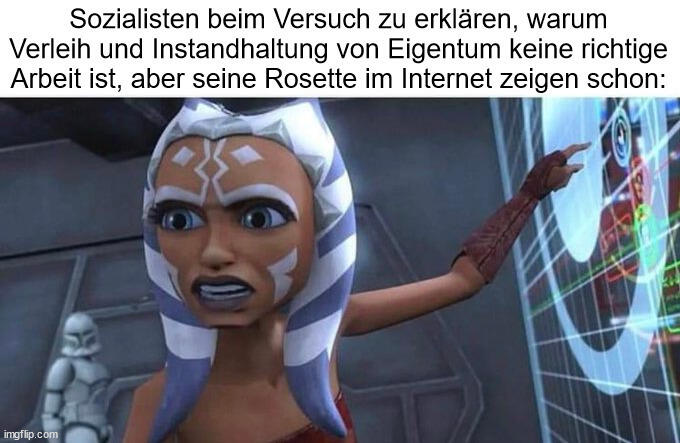 Sozialisten beim Versuch zu erklären, warum
Verleih und Instandhaltung von Eigentum keine richtige
Arbeit ist, aber seine Rosette im Internet zeigen schon:
imgflip.com